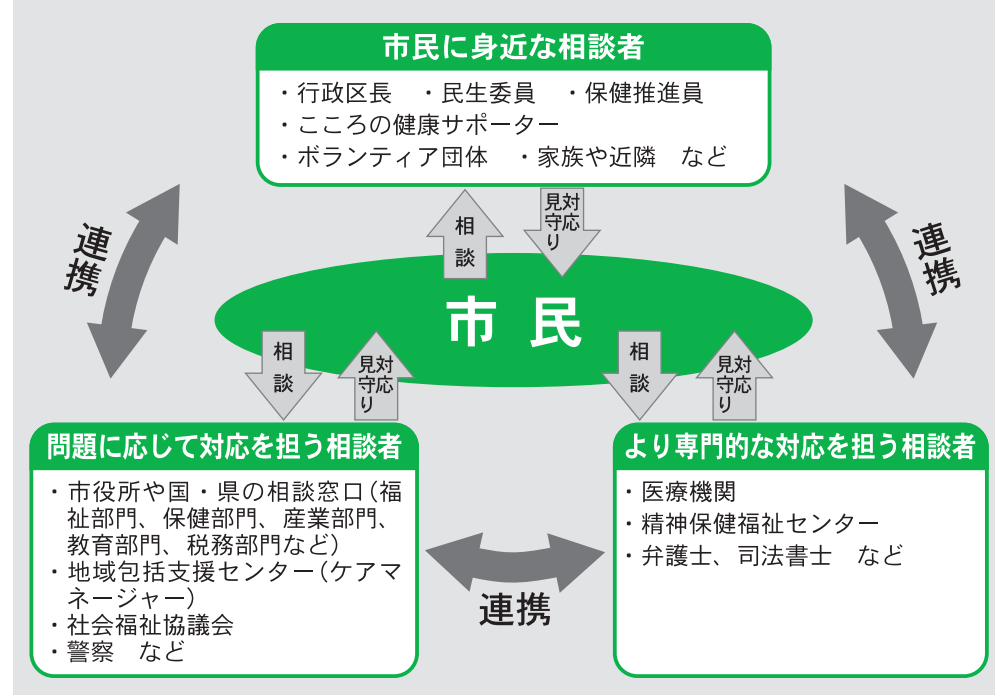 市民に身近な相談者
・行政区長　・民生委員　・保健推進員
・こころの健康サポーター
・ボランティア団体　・家族や近隣　など
相談
対応
見守り
連携
連携
市民
相談
対応
見守り
相談
対応
見守り
問題に応じて対応を担う相談者
・市役所や国・県の相談窓口（福
祉部門、保健部門、産業部門、
教育部門、税務部門など）
・地域包括支援センター（ケアマ
ネージャー）
・社会福祉協議会
・警察　など
より専門的な対応を担う相談者
・医療機関
・精神保健福祉センター
・弁護士、司法書士　など
連携